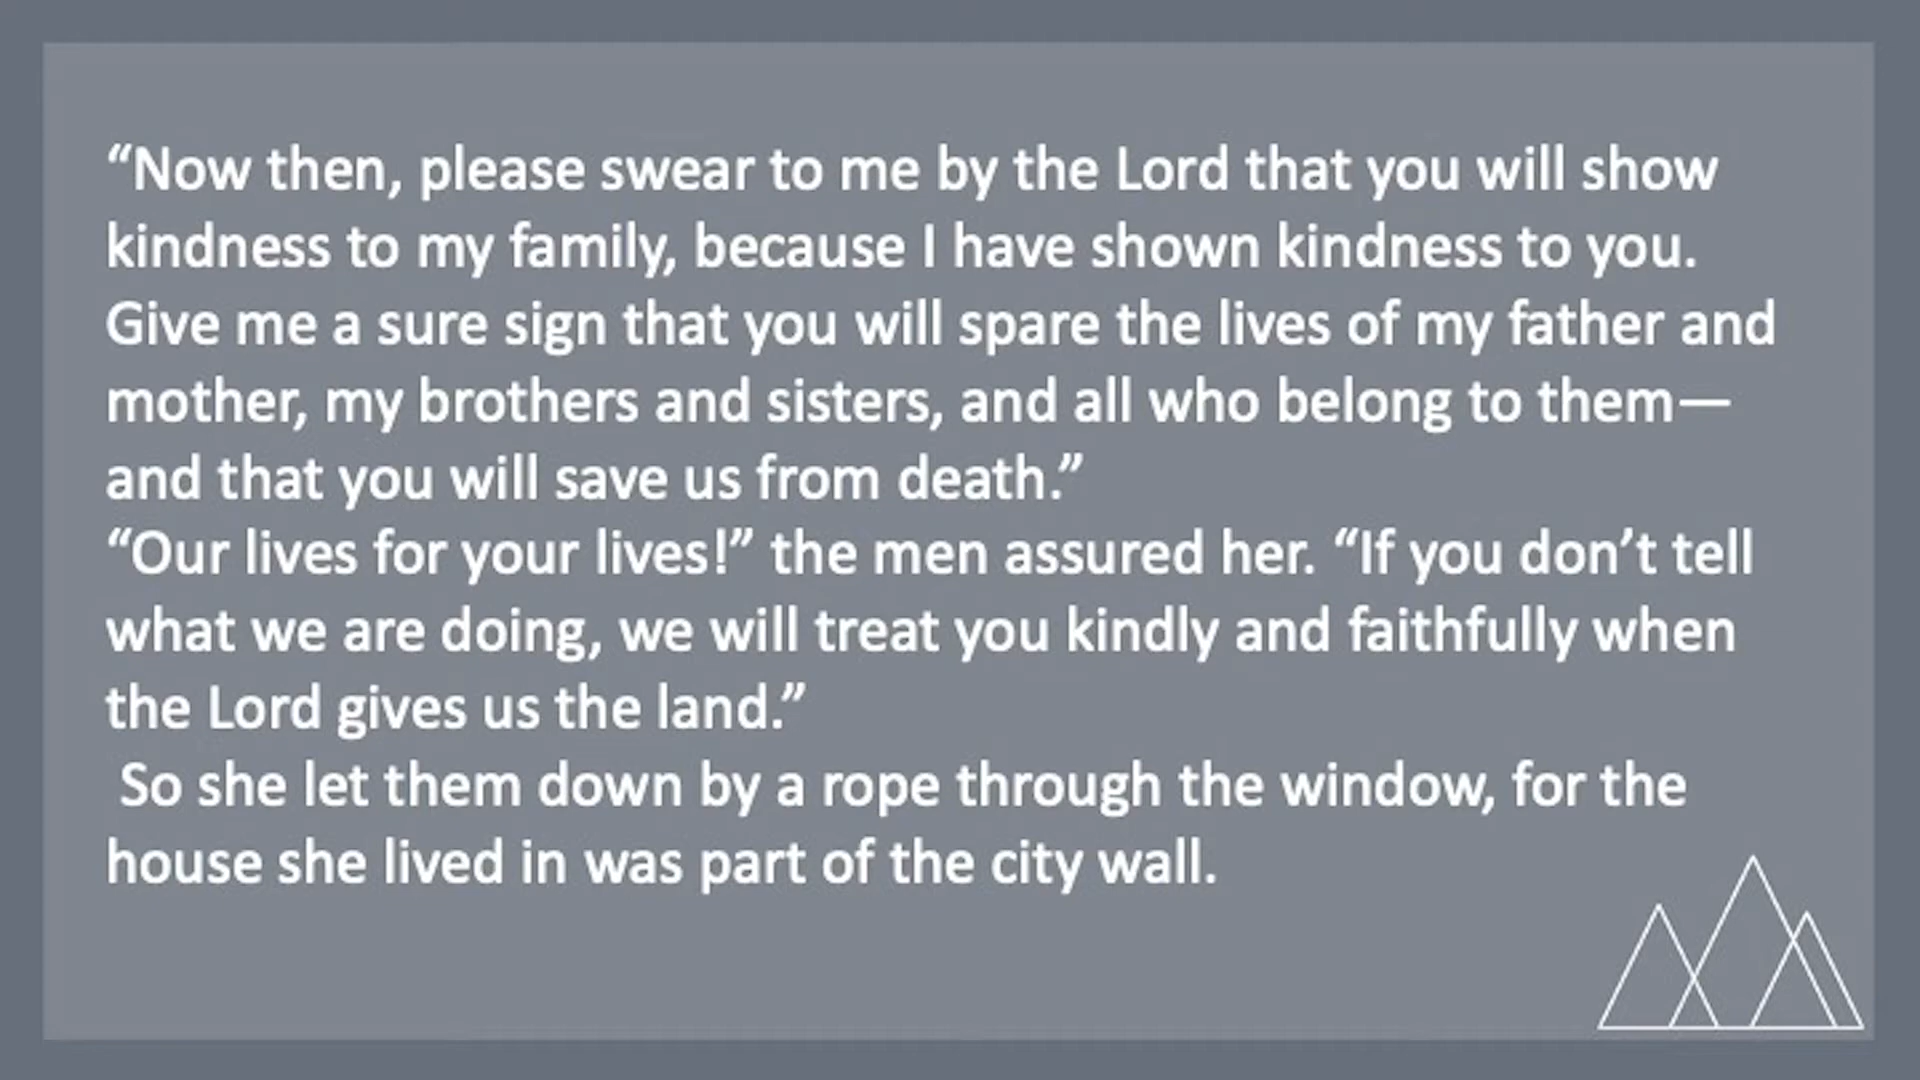 “Now then, please swear to me by the Lord that you will show
kindness to my family, because I have shown kindness to you.
Give me a sure sign that you will spare the lives of my father and
mother, my brothers and sisters, and all who belong to them—
and that you will save us from death.”
“Our lives for your lives!” the men assured her. “If you don’t tell
what we are doing, we will treat you kindly and faithfully when
the Lord gives us the land.”
So she let them down by a rope through the window, for the
house she lived in was part of the city wall.